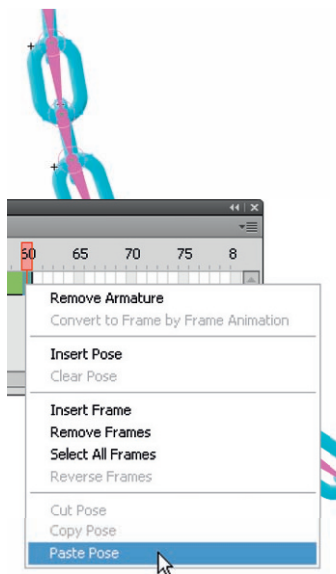 60 65 70 75 8
Remove Armature
Convert to Frame by Frame Animation
Insert Pose
Clear Pose
Insert Frame
Remove Frames
Select All Frames
Reverse Frames
Cut Pose
Copy Pose
Paste Pose